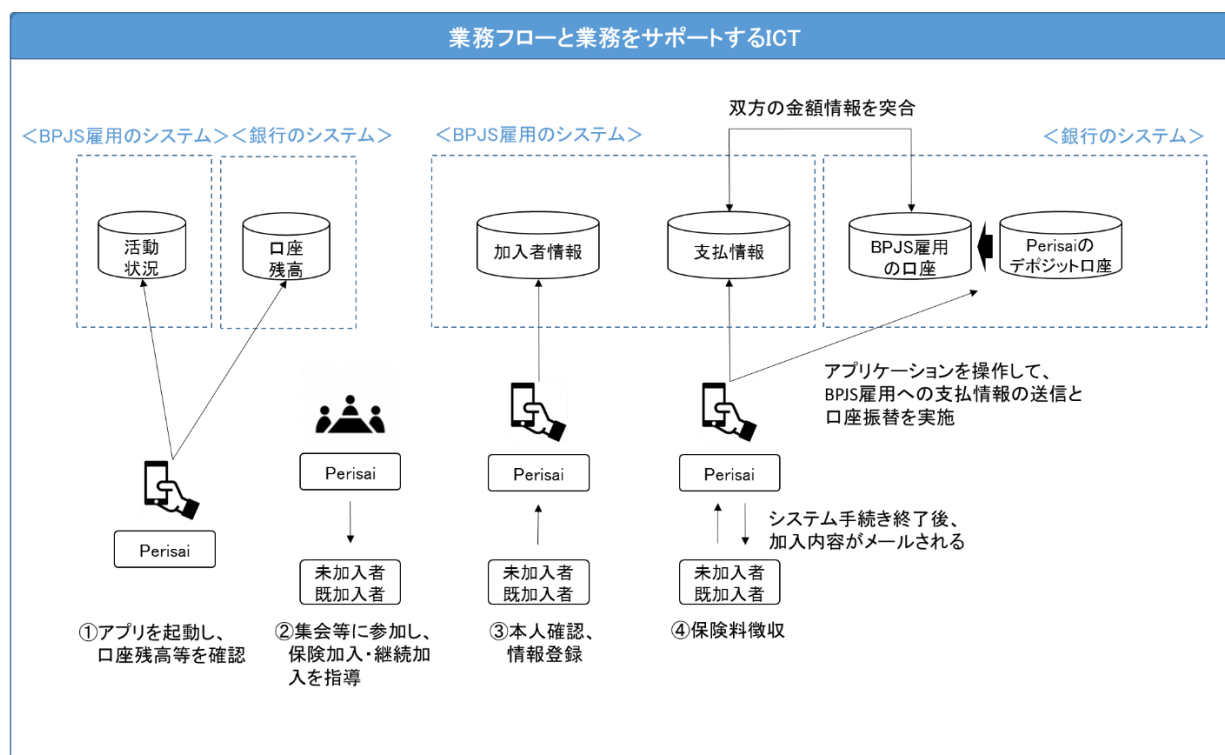 業務フローと業務をサポートするICT
双方の金額情報を突合
＜BPJS雇用のシステム＞
＜銀行のシステム＞
＜BPJS雇用のシステム＞
＜銀行のシステム＞
活動
状況
口座
残高
加入者情報
支払情報
BPJS雇用
の口座
Perisaiの
デポジット口座
アプリケーションを操作して、
BPJS雇用への支払情報の送信と
口座振替を実施
Perisai
Perisai
Perisai
Perisai
システム手続き終了後、
加入内容がメールされる
未加入者
既加入者
未加入者
既加入者
未加入者
既加入者
①アプリを起動し、
口座残高等を確認
②集会等に参加し、
保険加入・継続加
入を指導
③本人確認、
情報登録
④保険料徴収